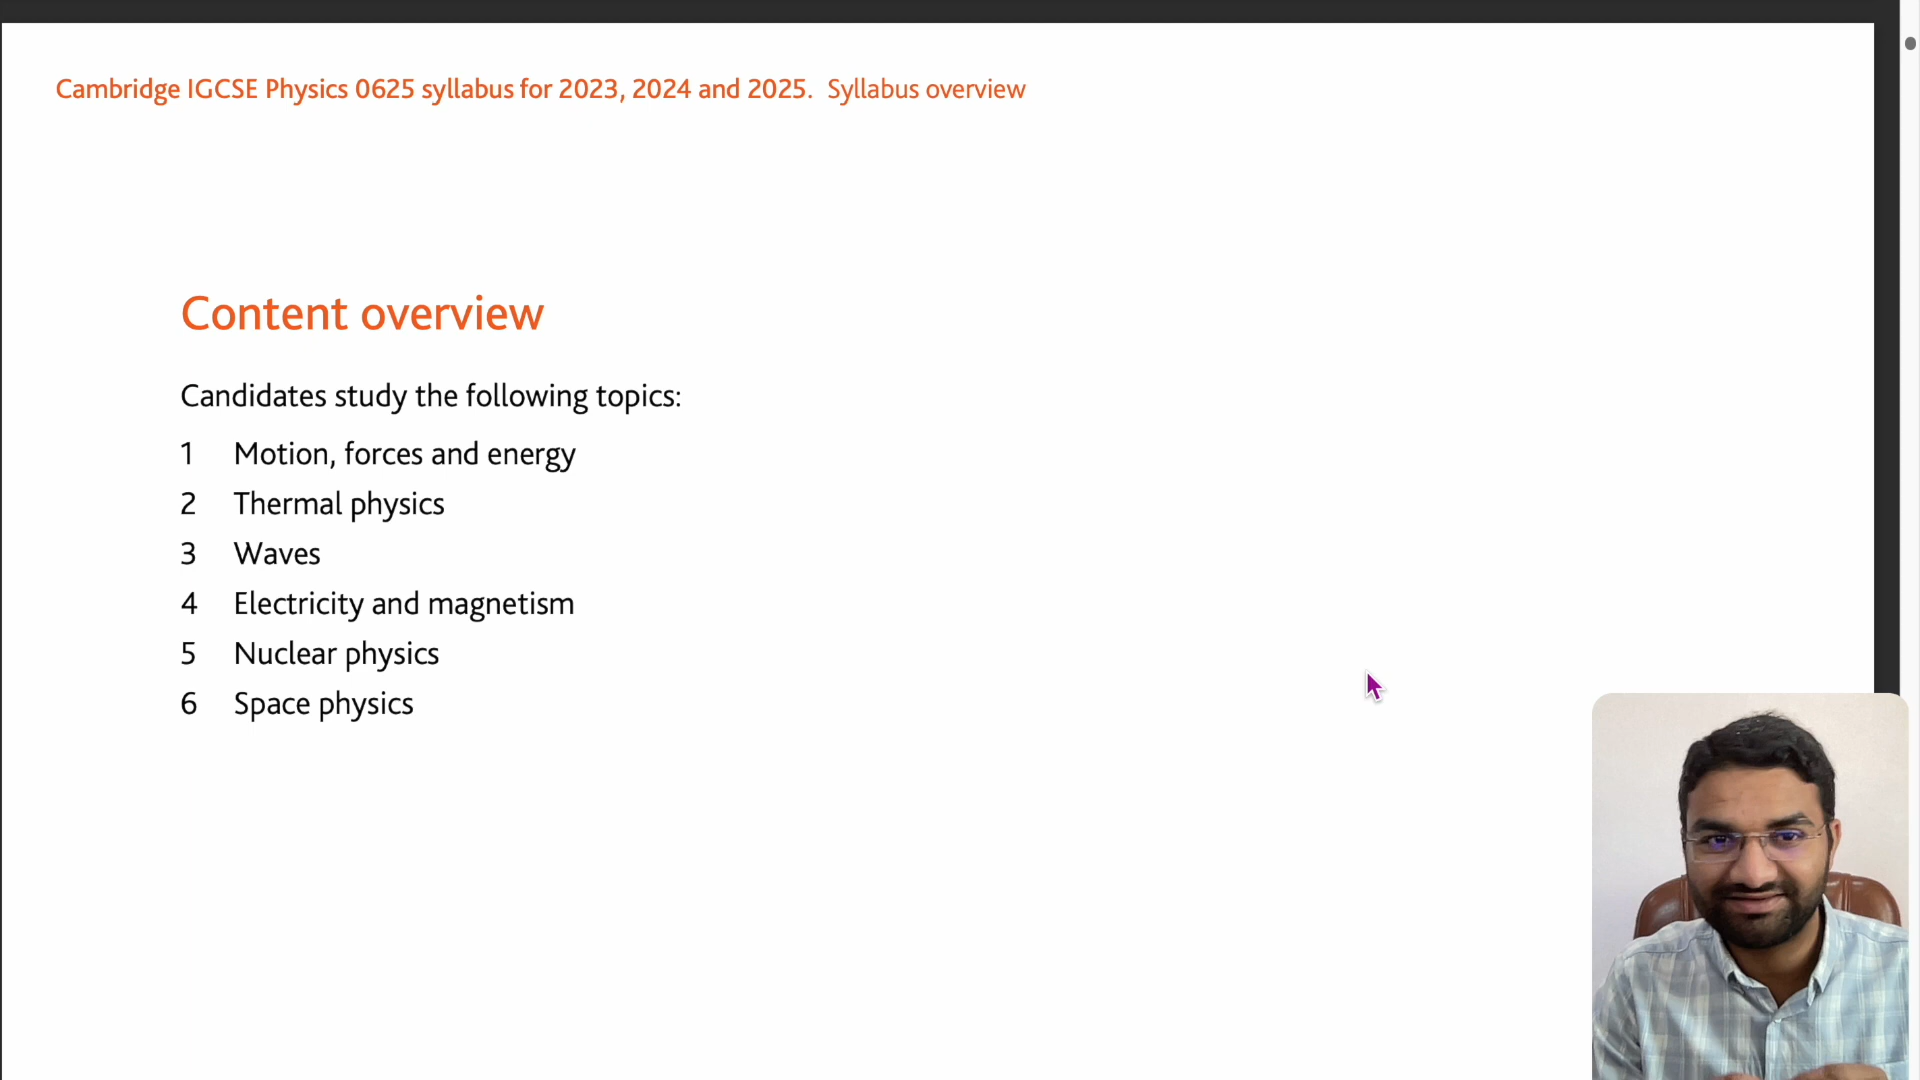 Cambridge IGCSE Physics 0625 syllabus for 2023, 2024 and 2025. Syllabus overview
Content overview
Candidates study the following topics:
1 Motion, forces and energy
2 Thermal physics
3 Waves
4 Electricity and magnetism
5 Nuclear physics
6 Space physics